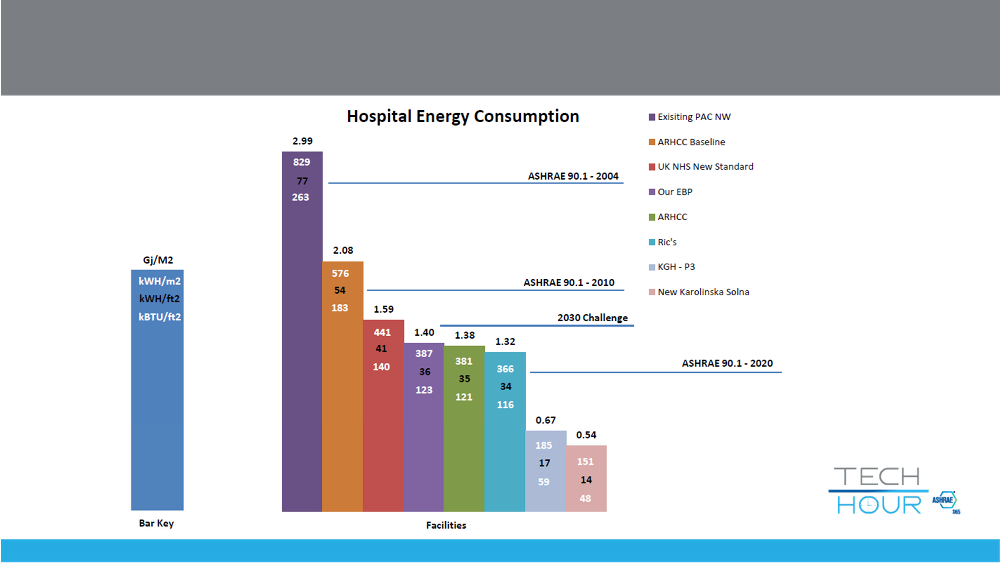 Hospital Energy Consumption
Exisiting PAC NW
ARHCC Baseline
UK NHS New Standard
Our EBP
ARHCC
Ric's
KGH - P3
New Karolinska Solna
Gj/M2
kWH/m2
kWH/ft2
kBTU/ft2
Bar Key
2.99
829
77
263
2.08
576
54
183
1.59
441
41
140
1.40
387
36
123
1.38
381
35
121
1.32
366
34
116
0.67
185
17
59
0.54
151
14
48
ASHRAE 90.1 - 2004
ASHRAE 90.1 - 2010
2030 Challenge
ASHRAE 90.1 - 2020
Facilities
TECH
HOUR
ASHRAE
365